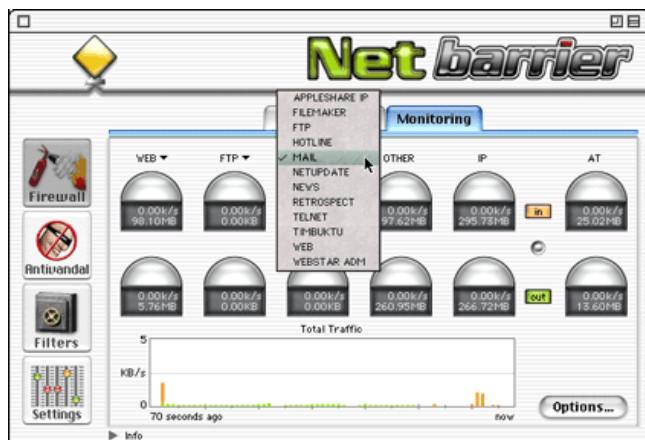 Net barrier
APPLESHARE IP
FILEMAKER
FTP
HOTLINE
✓ MAIL
NETUPDATE
NEWS
RETROSPECT
TELNET
TIMBUKTU
WEB
WEBSTAR ADM
Monitoring
Firewall
Antivandal
Filters
Settings
WEB FTP OTHER IP AT
0.00k/s 0.00k/s 0.00k/s 0.00k/s
98.10MB 0.00KB 97.62MB 295.73MB 25.02MB
in
0.00k/s 0.00k/s 0.00k/s 0.00k/s 0.00k/s 0.00k/s
5.76MB 0.00KB 0.00KB 260.95MB 266.72MB 13.60MB
out
Total Traffic
5
KB/s
0
70 seconds ago now
Options...
Info